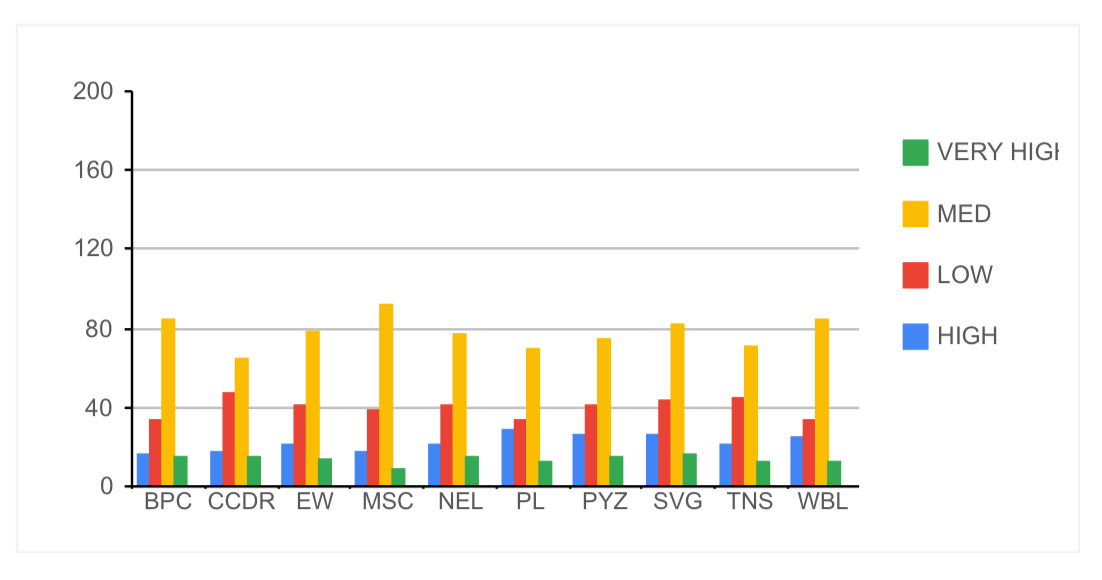 200
160
120
80
40
0
BPC CCDR EW MSC NEL PL PYZ SVG TNS WBL
VERY HIGH
MED
LOW
HIGH